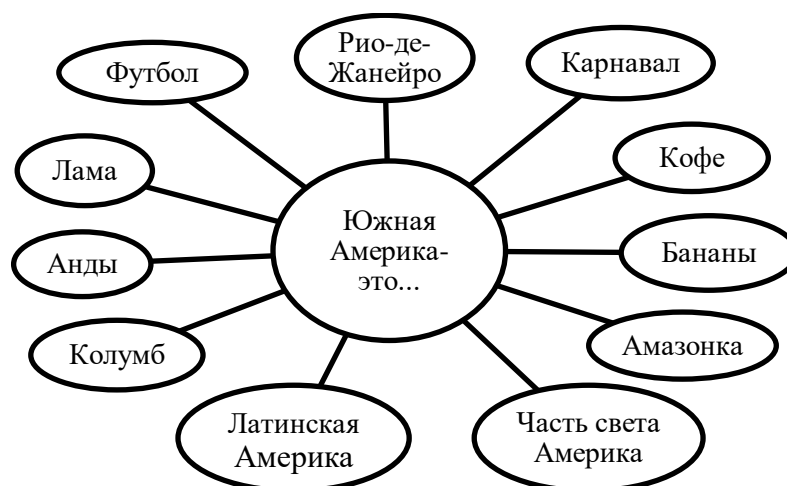 Рио-де-
Жанейро
Футбол
Карнавал
Лама
Кофе
Южная
Америка-
это...
Анды
Бананы
Колумб
Амазонка
Латинская
Америка
Часть света
Америка